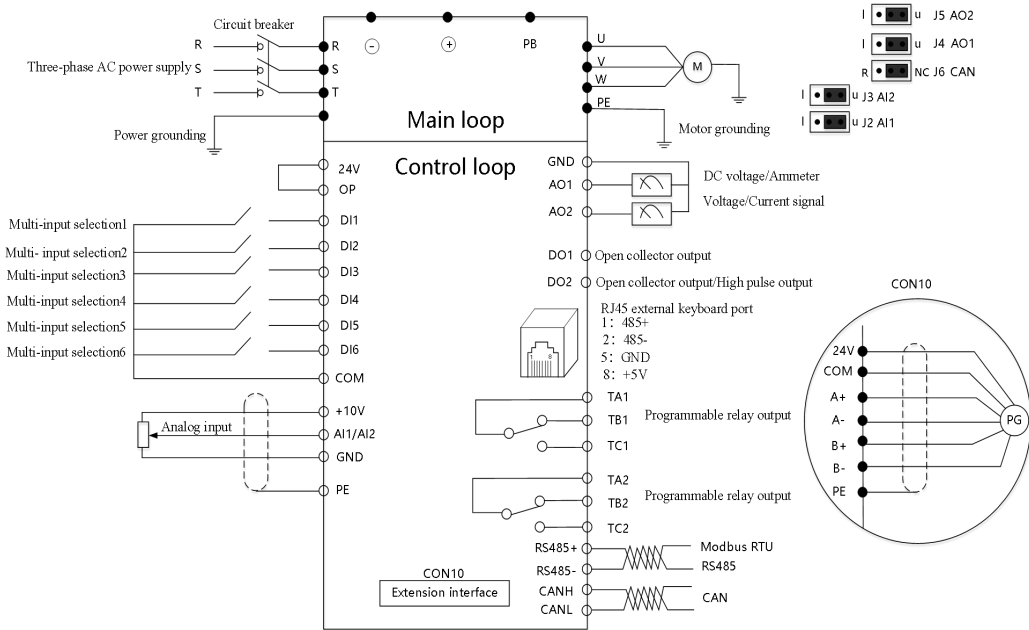 Circuit breaker
R
R
-
+
PB
U
Three-phase AC power supply
S
S
V
M
T
T
W
PE
Power grounding
Main loop
Motor grounding
I u J5 AO2
I u J4 AO1
R NC J6 CAN
I u J3 AI2
I u J2 AI1
Control loop
24V
OP
GND
AO1
AO2
DC voltage/Ammeter
Voltage/Current signal
Multi-input selection1
DI1
Multi- input selection2
DI2
Multi-input selection3
DI3
Multi-input selection4
DI4
Multi-input selection5
DI5
Multi-input selection6
DI6
COM
DO1
Open collector output
DO2
Open collector output/High pulse output
RJ45 external keyboard port
1: 485+
2: 485-
5: GND
8: +5V
1 8
+10V
Analog input
AI1/AI2
GND
PE
TA1
TB1
Programmable relay output
TC1
TA2
TB2
Programmable relay output
TC2
RS485+
Modbus RTU
RS485-
RS485
CANH
CAN
CANL
CON10
Extension interface
CON10
24V
COM
A+
A-
PG
B+
B-
PE